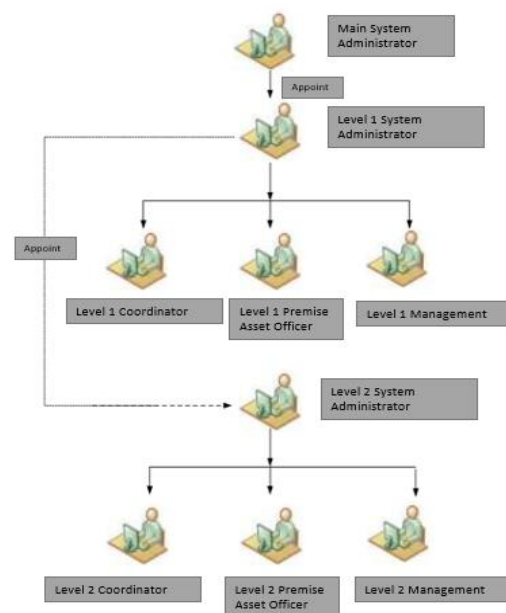 Main System
Administrator
Appoint
Level 1 System
Administrator
Appoint
Level 1 Coordinator
Level 1 Premise
Asset Officer
Level 1 Management
Level 2 System
Administrator
Level 2 Coordinator
Level 2 Premise
Asset Officer
Level 2 Management